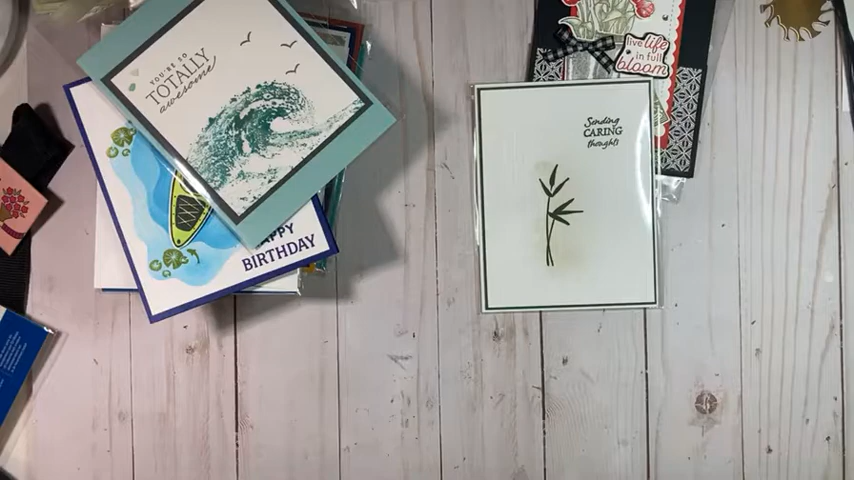 YOU'RE SO
TOTALLY
awesome
HAPPY
BIRTHDAY
Sending
CARING
thoughts
live life
in full
bloom